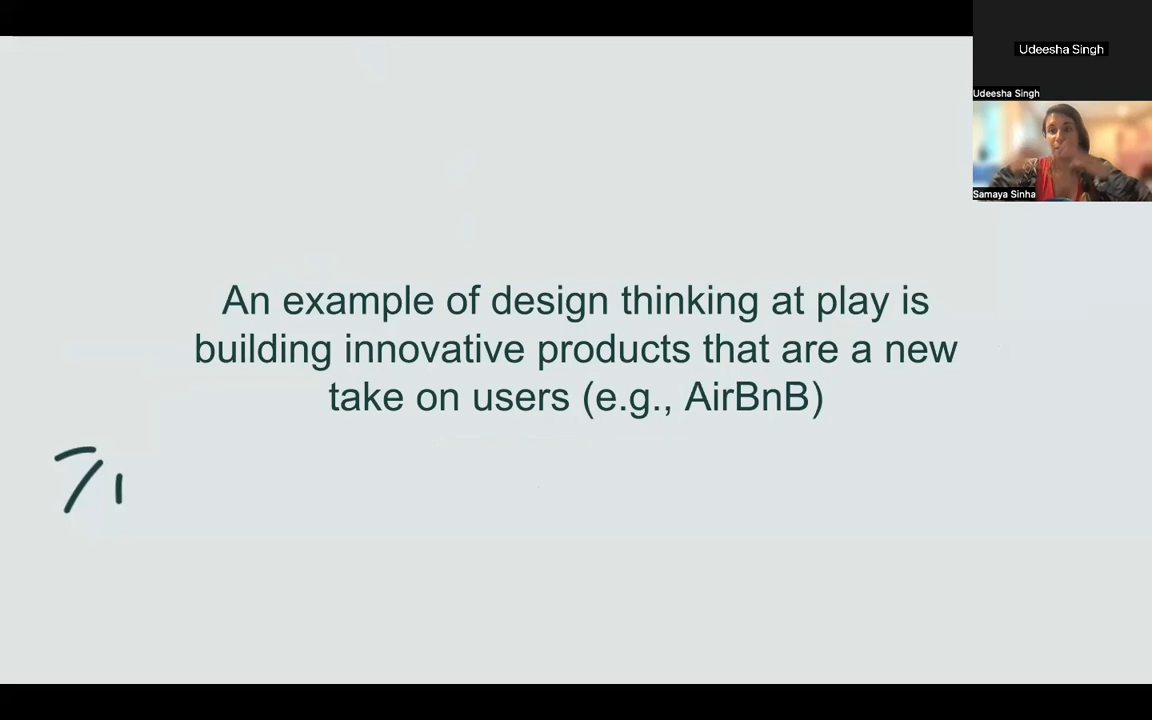 Udeesha Singh
Udeesha Singh
Samaya Sinha
An example of design thinking at play is
building innovative products that are a new
take on users (e.g., AirBnB)